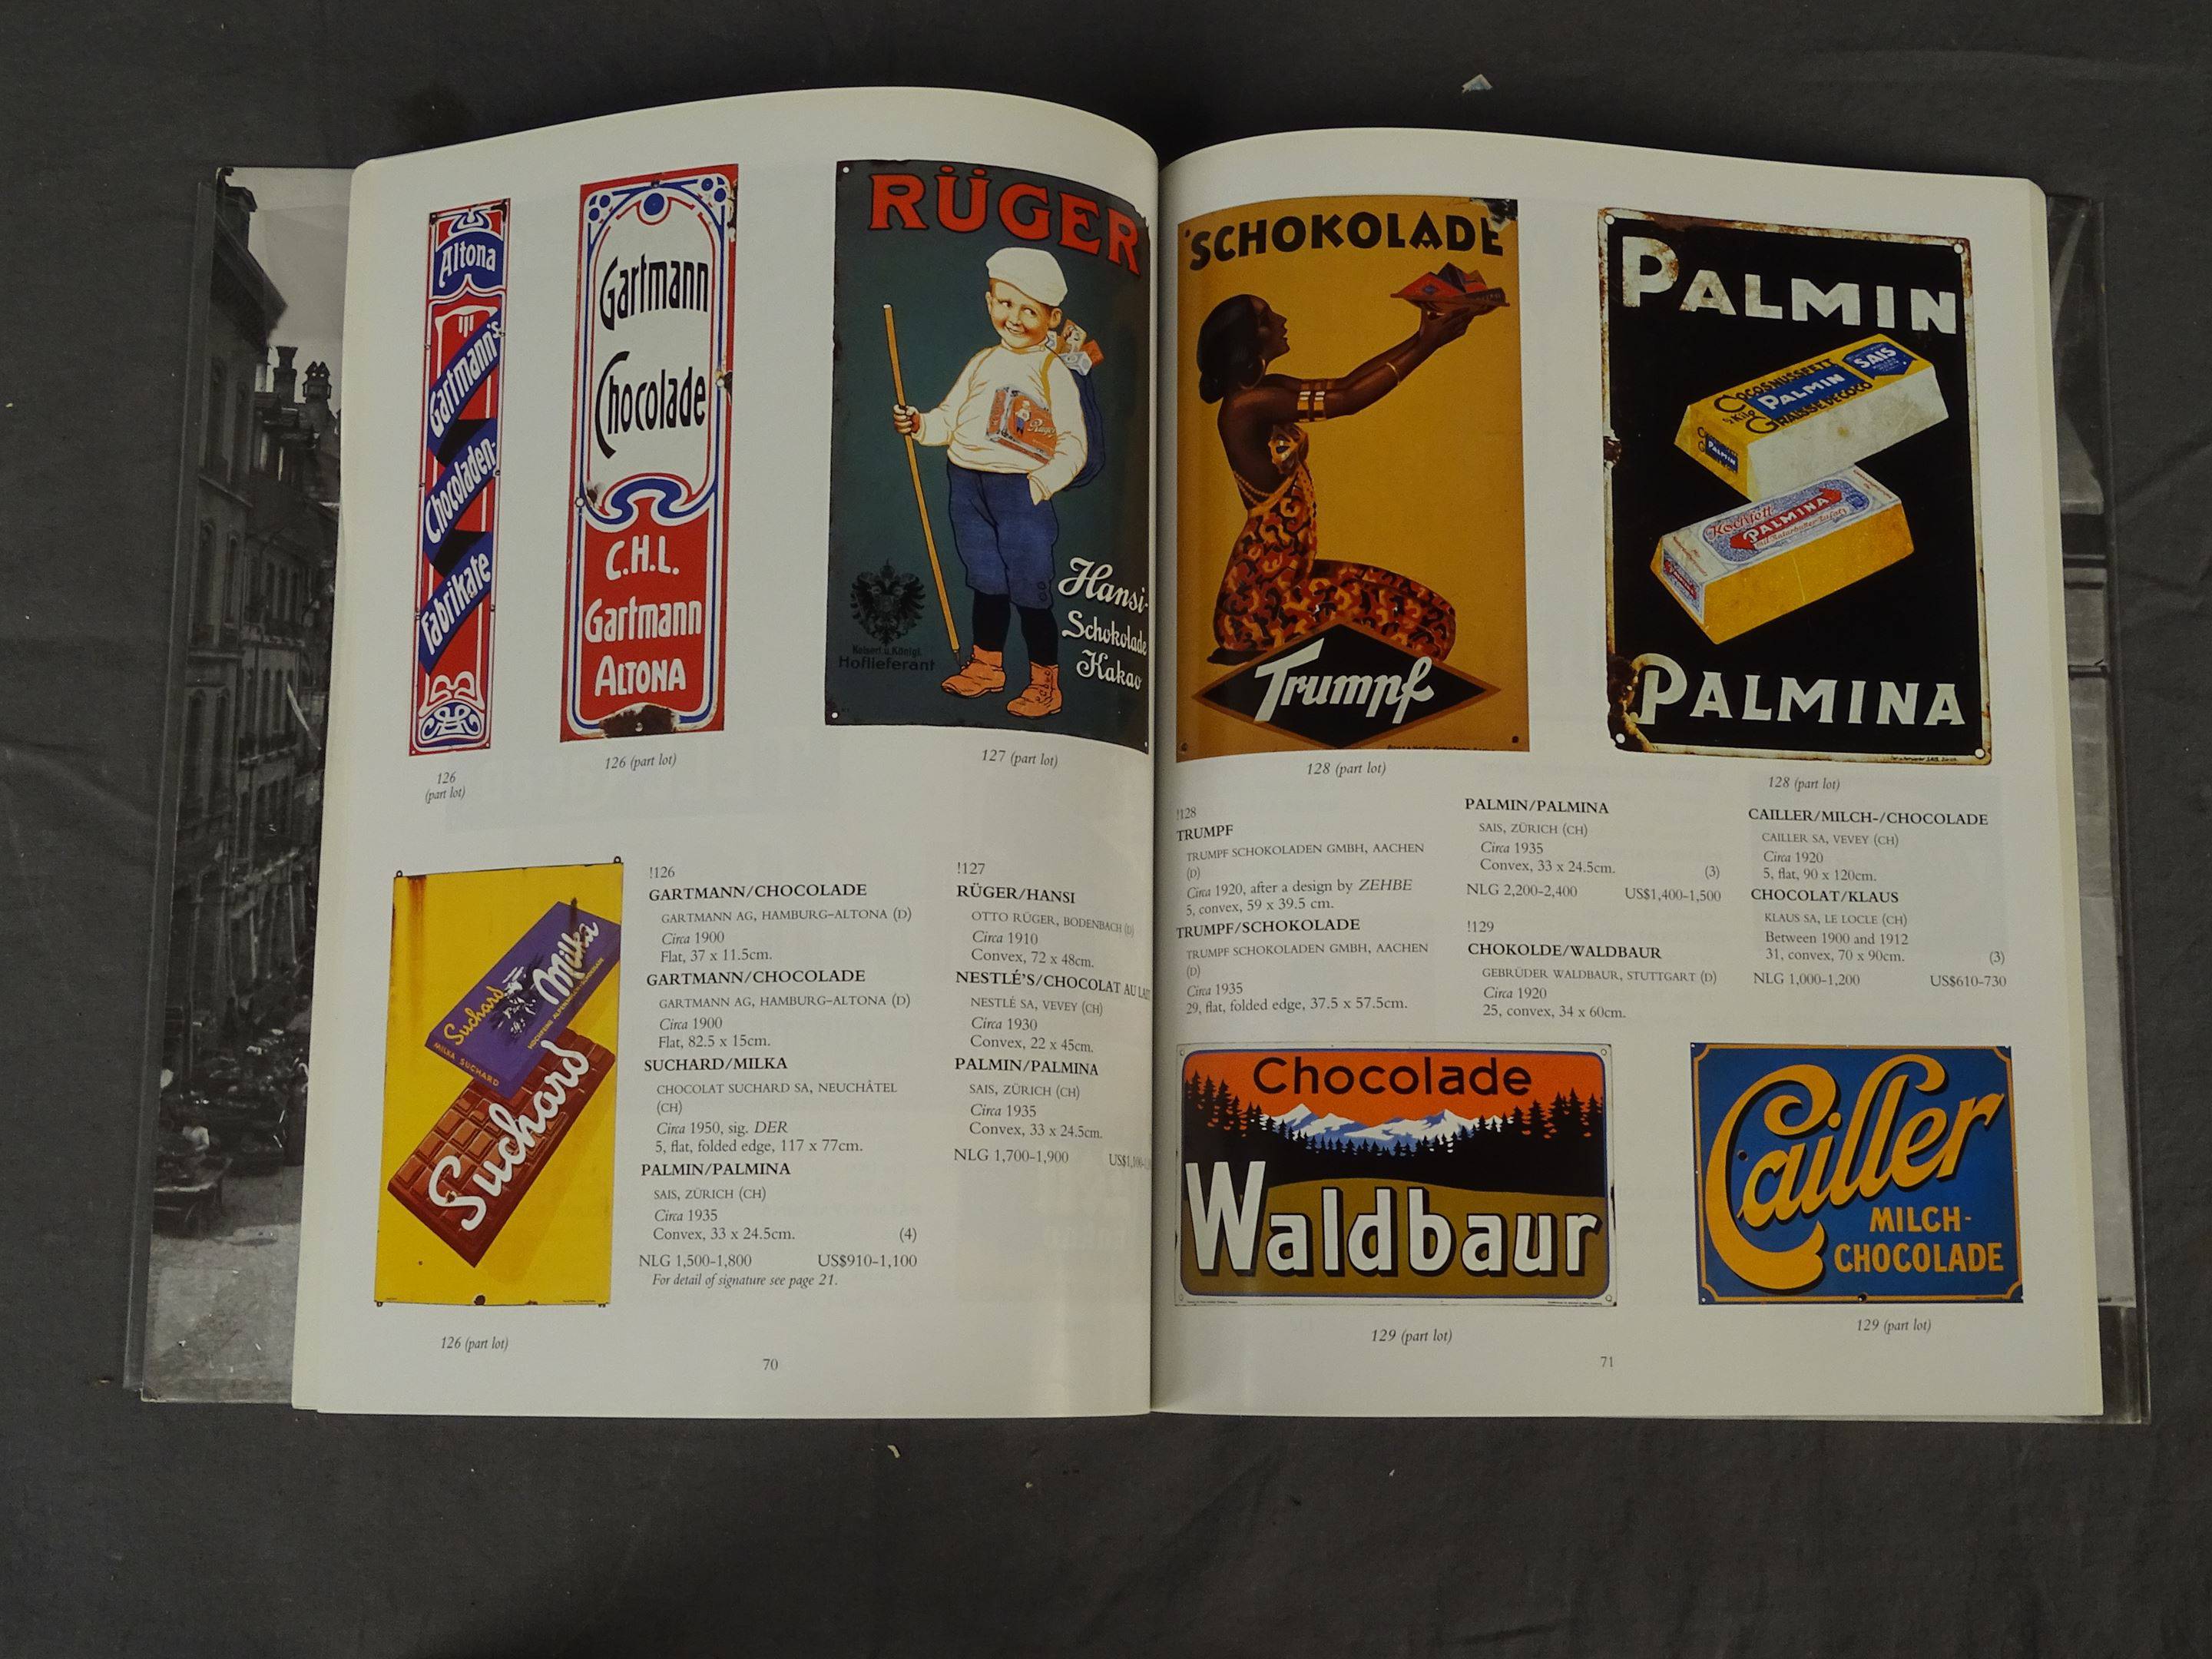 Altona
Gartmann's
Chocoladen-
Fabrikate
126
(part lot)
Gartmann
Chocolade
C.H.L.
Gartmann
ALTONA
126 (part lot)
RÜGER
Rüger
Hansi-
Schokolade
Kakao
Kaiserl. u. Königl.
Hoflieferant
127 (part lot)
Suchard
Milka
MILKA SUCHARD
Suchard
126 (part lot)
!126
GARTMANN/CHOCOLADE
GARTMANN AG, HAMBURG-ALTONA (D)
Circa 1900
Flat, 37 x 11.5cm.
GARTMANN/CHOCOLADE
GARTMANN AG, HAMBURG-ALTONA (D)
Circa 1900
Flat, 82.5 x 15cm.
SUCHARD/MILKA
CHOCOLAT SUCHARD SA, NEUCHÂTEL
(CH)
Circa 1950, sig. DER
5, flat, folded edge, 117 x 77cm.
PALMIN/PALMINA
SAIS, ZÜRICH (CH)
Circa 1935
Convex, 33 x 24.5cm. (4)
NLG 1,500-1,800 US$910-1,100
For detail of signature see page 21.
!127
RÜGER/HANSI
OTTO RÜGER, BODENBACH (D)
Circa 1910
Convex, 72 x 48cm.
NESTLÉ'S/CHOCOLAT AU
NESTLÉ SA, VEVEY (CH)
Circa 1930
Convex, 22 x 45cm.
PALMIN/PALMINA
SAIS, ZÜRICH (CH)
Circa 1935
Convex, 33 x 24.5cm.
NLG 1,700-1,900
70
SCHOKOLADE
Trumpf
128 (part lot)
PALMIN
COCOSNUSSFETT
PALMIN
SAIS
GRAISSE DE COCO
PALMIN
Kochfett
PALMINA
PALMINA
128 (part lot)
!128
TRUMPF
TRUMPF SCHOKOLADEN GMBH, AACHEN
(D)
Circa 1920, after a design by ZEHBE
5, convex, 59 x 39.5 cm.
TRUMPF/SCHOKOLADE
TRUMPF SCHOKOLADEN GMBH, AACHEN
(D)
Circa 1935
29, flat, folded edge, 37.5 x 57.5cm.
PALMIN/PALMINA
SAIS, ZÜRICH (CH)
Circa 1935
Convex, 33 x 24.5cm. (3)
NLG 2,200-2,400 US$1,400-1,500
!129
CHOKOLDE/WALDBAUR
GEBRÜDER WALDBAUR, STUTTGART (D)
Circa 1920
25, convex, 34 x 60cm.
CAILLER/MILCH-/CHOCOLADE
CAILLER SA, VEVEY (CH)
Circa 1920
5, flat, 90 x 120cm.
CHOCOLAT/KLAUS
KLAUS SA, LE LOCLE (CH)
Between 1900 and 1912
31, convex, 70 x 90cm. (3)
NLG 1,000-1,200 US$610-730
Chocolade
Waldbaur
129 (part lot)
Cailler
MILCH-
CHOCOLADE
129 (part lot)
71